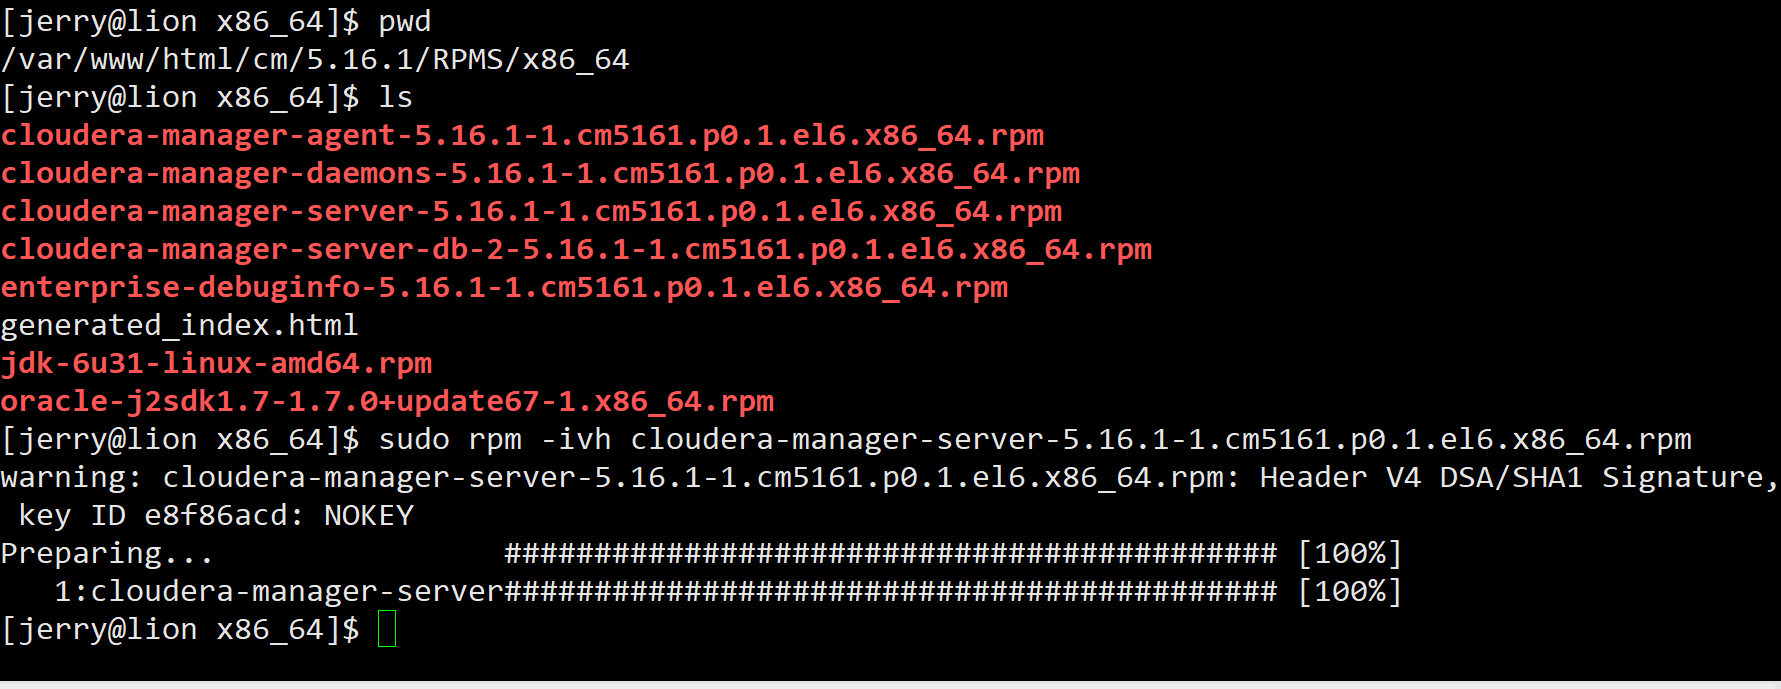 [jerry@lion x86_64]$ pwd
/var/www/html/cm/5.16.1/RPMS/x86_64
[jerry@lion x86_64]$ ls
cloudera-manager-agent-5.16.1-1.cm5161.p0.1.el6.x86_64.rpm
cloudera-manager-daemons-5.16.1-1.cm5161.p0.1.el6.x86_64.rpm
cloudera-manager-server-5.16.1-1.cm5161.p0.1.el6.x86_64.rpm
cloudera-manager-server-db-2-5.16.1-1.cm5161.p0.1.el6.x86_64.rpm
enterprise-debuginfo-5.16.1-1.cm5161.p0.1.el6.x86_64.rpm
generated_index.html
jdk-6u31-linux-amd64.rpm
oracle-j2sdk1.7-1.7.0+update67-1.x86_64.rpm
[jerry@lion x86_64]$ sudo rpm -ivh cloudera-manager-server-5.16.1-1.cm5161.p0.1.el6.x86_64.rpm
warning: cloudera-manager-server-5.16.1-1.cm5161.p0.1.el6.x86_64.rpm: Header V4 DSA/SHA1 Signature,
 key ID e8f86acd: NOKEY
Preparing...                ########################################### [100%]
   1:cloudera-manager-server########################################### [100%]
[jerry@lion x86_64]$